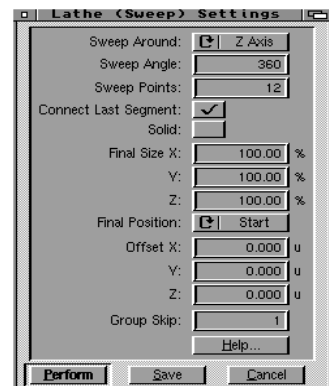 Lathe (Sweep) Settings
Sweep Around: Z Axis
Sweep Angle: 360
Sweep Points: 12
Connect Last Segment:
Solid:
Final Size X: 100.00 %
Y: 100.00 %
Z: 100.00 %
Final Position: Start
Offset X: 0.000 u
Y: 0.000 u
Z: 0.000 u
Group Skip: 1
Help...
Perform Save Cancel